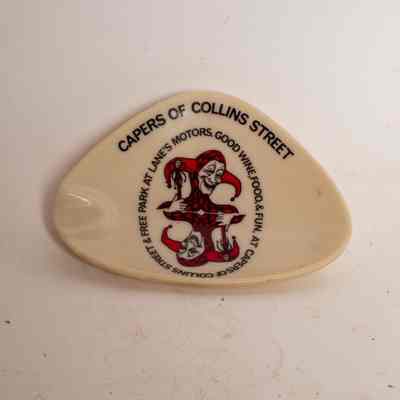 CAPERS OF COLLINS STREET
GOOD WINE, FOOD, & FUN, AT CAPERS OF COLLINS STREET & FREE PARK AT LANE'S MOTORS.